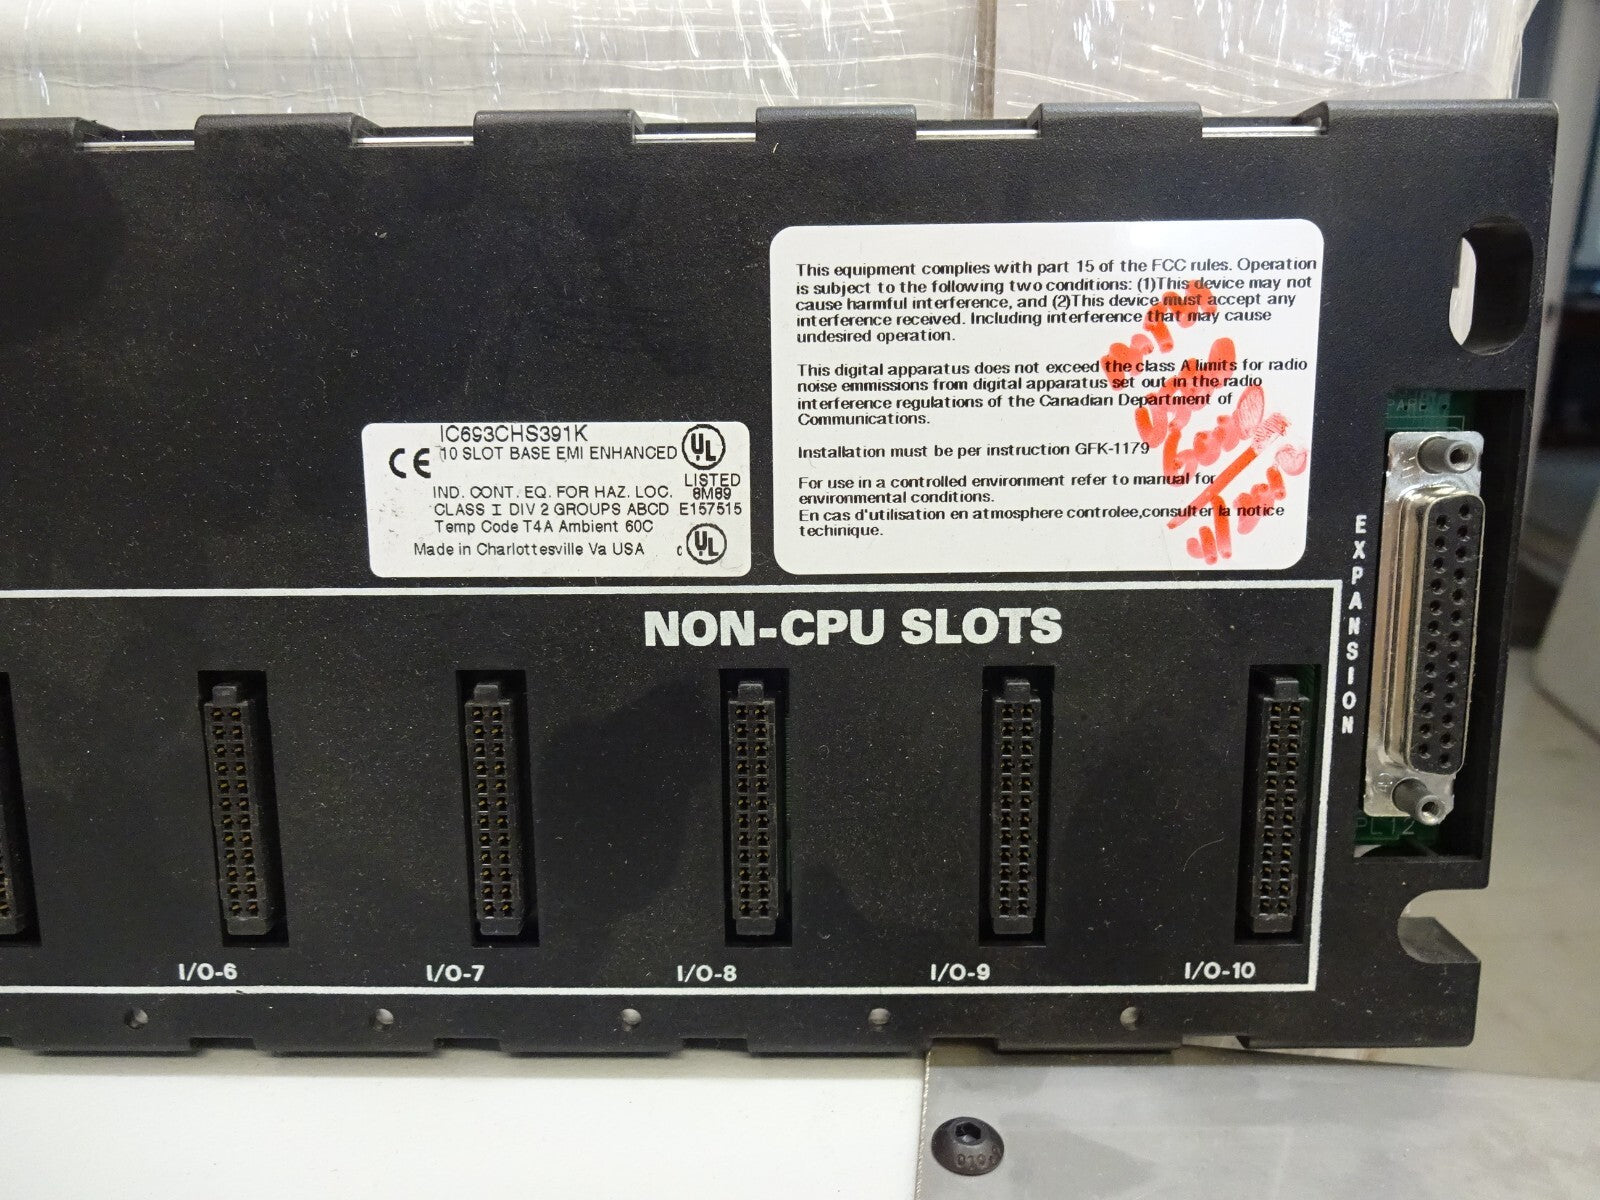 IC693CHS391K
10 SLOT BASE EMI ENHANCED
CE
UL
LISTED
IND. CONT. EQ. FOR HAZ. LOC. 8M89
CLASS I DIV 2 GROUPS ABCD E157515
Temp Code T4A Ambient 60C
Made in Charlottesville Va USA
c UL
This equipment complies with part 15 of the FCC rules. Operation
is subject to the following two conditions: (1)This device may not
cause harmful interference, and (2)This device must accept any
interference received. Including interference that may cause
undesired operation.
This digital apparatus does not exceed the class A limits for radio
noise emmissions from digital apparatus set out in the radio
interference regulations of the Canadian Department of
Communications.
Installation must be per instruction GFK-1179
For use in a controlled environment refer to manual for
environmental conditions.
En cas d'utilisation en atmosphere controlee,consulter la notice
techinique.
EXPANSION
NON-CPU SLOTS
I/O-6
I/O-7
I/O-8
I/O-9
I/O-10